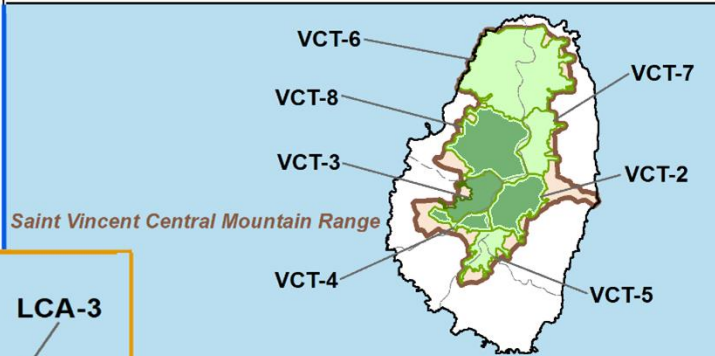 VCT-6
VCT-7
VCT-8
VCT-3
VCT-2
Saint Vincent Central Mountain Range
VCT-4
VCT-5
LCA-3